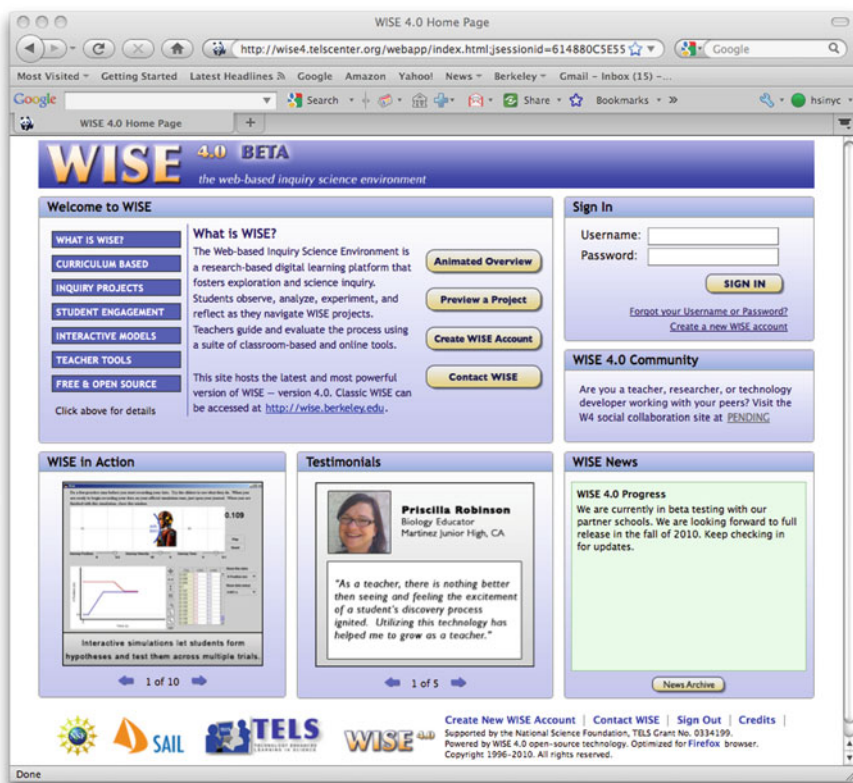 WISE 4.0 Home Page
http://wise4.telscenter.org/webapp/index.html;jsessionid=614880C5E55
Google
Most Visited Getting Started Latest Headlines Google Amazon Yahoo! News Berkeley Gmail – Inbox (15) –...
Google Search Share Bookmarks » hsinyc
WISE 4.0 Home Page +
WISE 4.0 BETA
the web-based inquiry science environment
Welcome to WISE
WHAT IS WISE?
CURRICULUM BASED
INQUIRY PROJECTS
STUDENT ENGAGEMENT
INTERACTIVE MODELS
TEACHER TOOLS
FREE & OPEN SOURCE
Click above for details
What is WISE?
The Web-based Inquiry Science Environment is
a research-based digital learning platform that
fosters exploration and science inquiry.
Students observe, analyze, experiment, and
reflect as they navigate WISE projects.
Teachers guide and evaluate the process using
a suite of classroom-based and online tools.
This site hosts the latest and most powerful
version of WISE — version 4.0. Classic WISE can
be accessed at http://wise.berkeley.edu.
Animated Overview
Preview a Project
Create WISE Account
Contact WISE
Sign In
Username:
Password:
SIGN IN
Forgot your Username or Password?
Create a new WISE account
WISE 4.0 Community
Are you a teacher, researcher, or technology
developer working with your peers? Visit the
W4 social collaboration site at PENDING
WISE in Action
0.109
Interactive simulations let students form
hypotheses and test them across multiple trials.
1 of 10
Testimonials
Priscilla Robinson
Biology Educator
Martinez Junior High, CA
"As a teacher, there is nothing better
then seeing and feeling the excitement
of a student's discovery process
ignited. Utilizing this technology has
helped me to grow as a teacher."
1 of 5
WISE News
WISE 4.0 Progress
We are currently in beta testing with our
partner schools. We are looking forward to full
release in the fall of 2010. Keep checking in
for updates.
News Archive
SAIL
TELS
TECHNOLOGY ENHANCED
LEARNING IN SCIENCE
WISE 4.0
Create New WISE Account | Contact WISE | Sign Out | Credits |
Supported by the National Science Foundation, TELS Grant No. 0334199.
Powered by WISE 4.0 open-source technology. Optimized for Firefox browser.
Copyright 1996–2010. All rights reserved.
Done